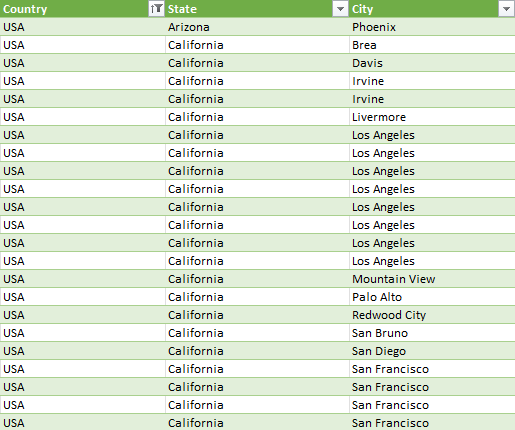 Country State City
USA Arizona Phoenix
USA California Brea
USA California Davis
USA California Irvine
USA California Irvine
USA California Livermore
USA California Los Angeles
USA California Los Angeles
USA California Los Angeles
USA California Los Angeles
USA California Los Angeles
USA California Los Angeles
USA California Los Angeles
USA California Los Angeles
USA California Mountain View
USA California Palo Alto
USA California Redwood City
USA California San Bruno
USA California San Diego
USA California San Francisco
USA California San Francisco
USA California San Francisco
USA California San Francisco